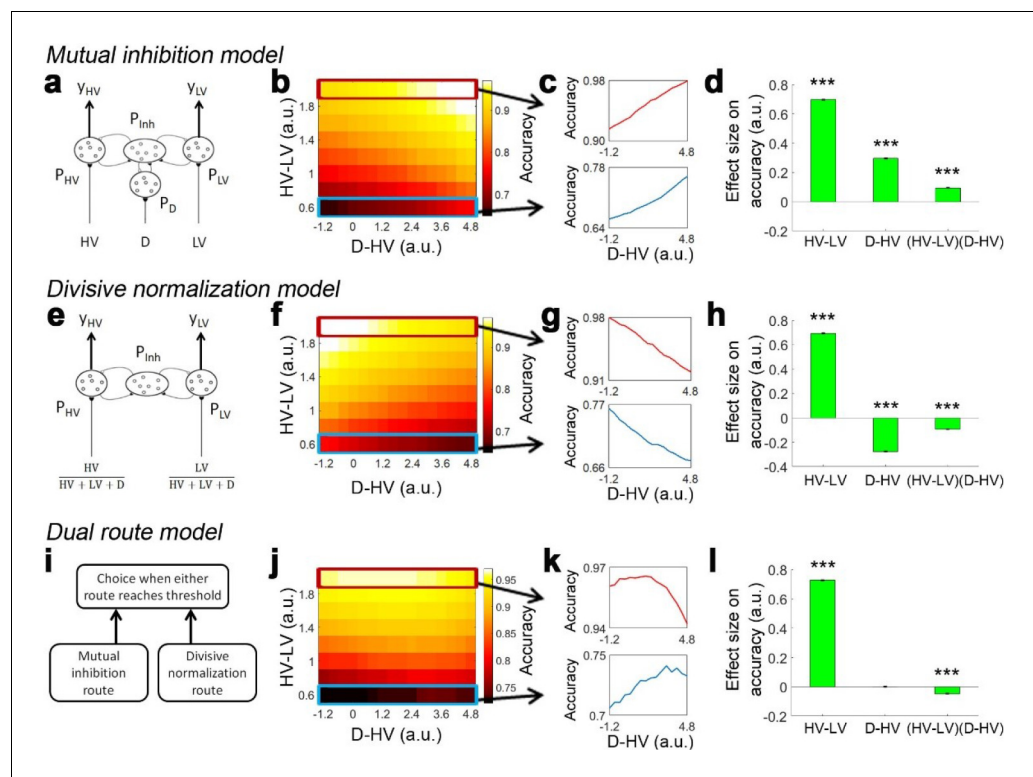 Mutual inhibition model
a
yHV
yLV
PInh
PHV
PLV
PD
HV
D
LV
b
HV-LV (a.u.)
1.8
1.4
1
0.6
-1.2 0 1.2 2.4 3.6 4.8
D-HV (a.u.)
0.9
0.8
0.7
Accuracy
c
Accuracy
0.98
0.90
-1.2
4.8
Accuracy
0.78
0.64
-1.2
4.8
D-HV (a.u.)
d
Effect size on
accuracy (a.u.)
0.8
0.6
0.4
0.2
0
-0.2
***
***
***
HV-LV D-HV (HV-LV)(D-HV)
Divisive normalization model
e
yHV
yLV
PInh
PHV
PLV
HV
HV + LV + D
LV
HV + LV + D
f
HV-LV (a.u.)
1.8
1.4
1
0.6
-1.2 0 1.2 2.4 3.6 4.8
D-HV (a.u.)
0.9
0.8
0.7
Accuracy
g
Accuracy
0.98
0.91
-1.2
4.8
Accuracy
0.77
0.66
-1.2
4.8
D-HV (a.u.)
h
Effect size on
accuracy (a.u.)
0.8
0.6
0.4
0.2
0
-0.2
-0.4
***
***
***
HV-LV D-HV (HV-LV)(D-HV)
Dual route model
i
Choice when either
route reaches threshold
Mutual
inhibition
route
Divisive
normalization
route
j
HV-LV (a.u.)
1.8
1.4
1
0.6
-1.2 0 1.2 2.4 3.6 4.8
D-HV (a.u.)
0.95
0.9
0.85
0.8
0.75
Accuracy
k
Accuracy
0.97
0.94
-1.2
4.8
Accuracy
0.75
0.7
-1.2
4.8
D-HV (a.u.)
l
Effect size on
accuracy (a.u.)
0.8
0.6
0.4
0.2
0
-0.2
***
***
HV-LV D-HV (HV-LV)(D-HV)